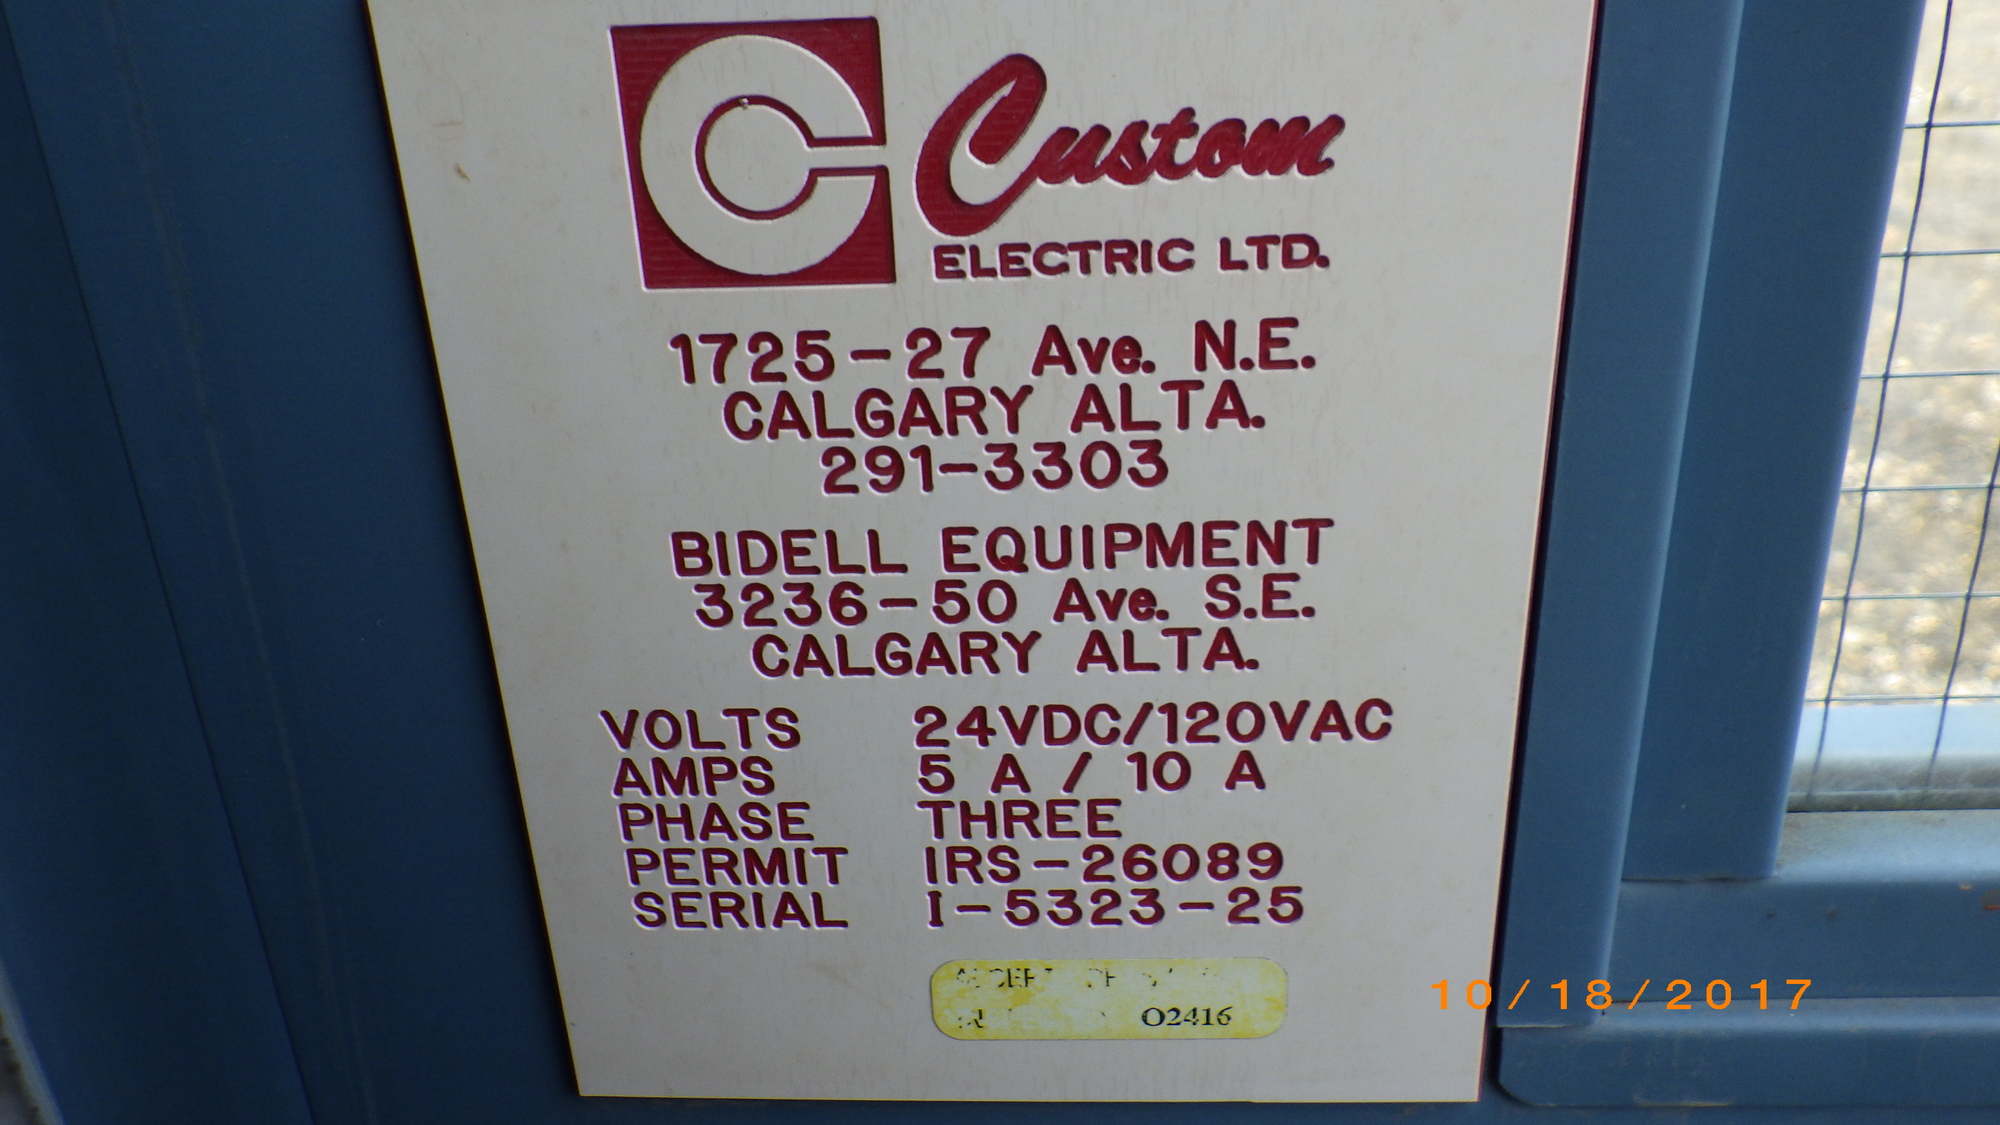 C Custom
ELECTRIC LTD.
1725-27 Ave. N.E.
CALGARY ALTA.
291-3303
BIDELL EQUIPMENT
3236-50 Ave. S.E.
CALGARY ALTA.
VOLTS 24VDC/120VAC
AMPS 5 A / 10 A
PHASE THREE
PERMIT IRS-26089
SERIAL I-5323-25
O2416
10/18/2017